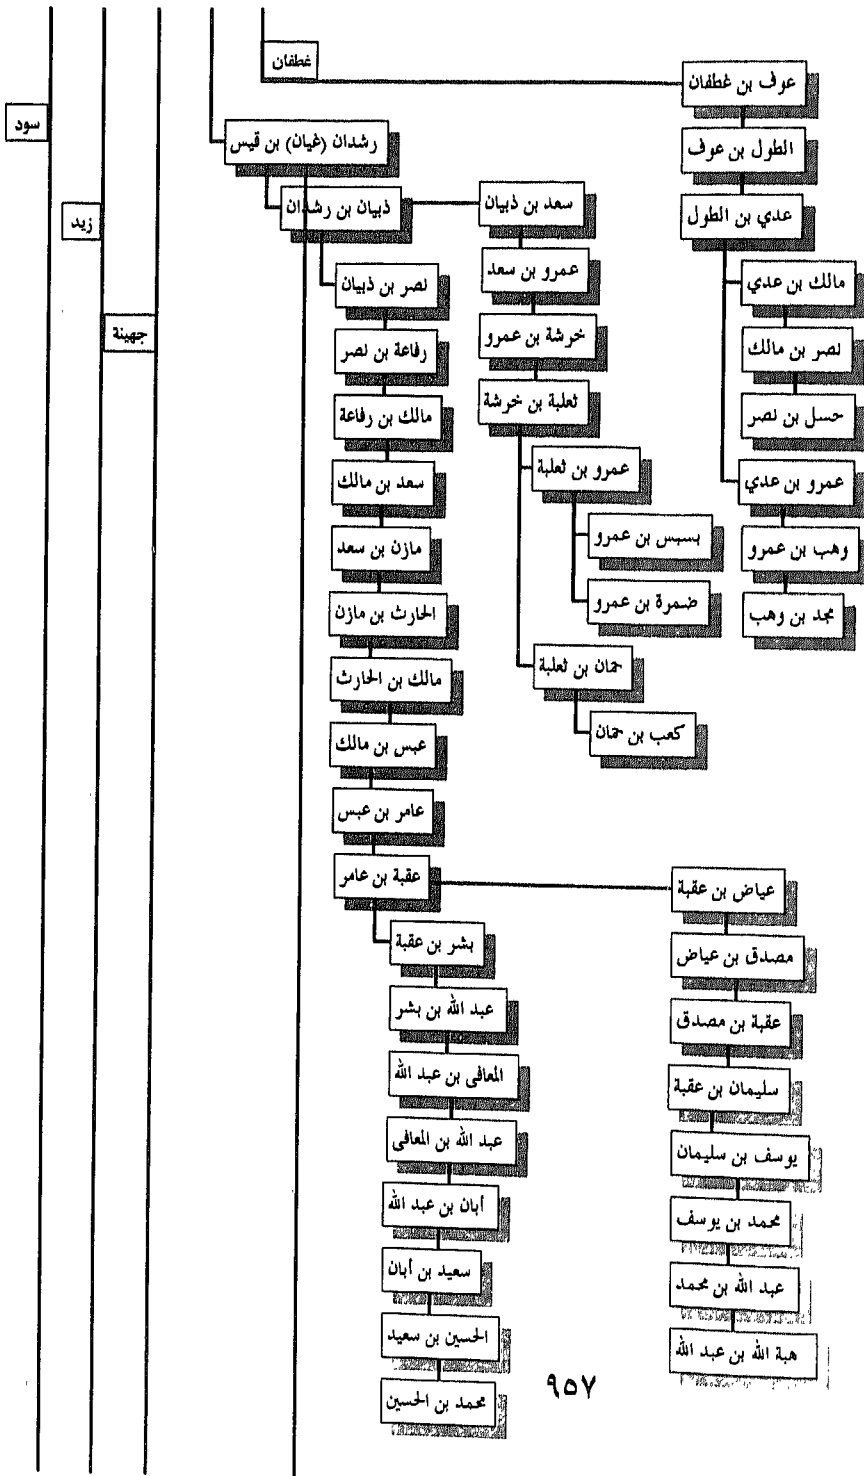 غطفان
عوف بن غطفان
الطول بن عوف
عدي بن الطول
مالك بن عدي
نصر بن مالك
حسل بن نصر
عمرو بن عدي
وهب بن عمرو
مجد بن وهب
سود
زيد
جهينة
رشدان (غيان) بن قيس
ذبيان بن رشدان
سعد بن ذبيان
عمرو بن سعد
خرشة بن عمرو
ثعلبة بن خرشة
عمرو بن ثعلبة
بسبس بن عمرو
ضمرة بن عمرو
حمان بن ثعلبة
كعب بن حمان
نصر بن ذبيان
رفاعة بن نصر
مالك بن رفاعة
سعد بن مالك
مازن بن سعد
الحارث بن مازن
مالك بن الحارث
عبس بن مالك
عامر بن عبس
عقبة بن عامر
عياض بن عقبة
مصدق بن عياض
عقبة بن مصدق
سليمان بن عقبة
يوسف بن سليمان
محمد بن يوسف
عبد الله بن محمد
هبة الله بن عبد الله
بشر بن عقبة
عبد الله بن بشر
المعافى بن عبد الله
عبد الله بن المعافى
أبان بن عبد الله
سعيد بن أبان
الحسين بن سعيد
محمد بن الحسين
٩٥٧